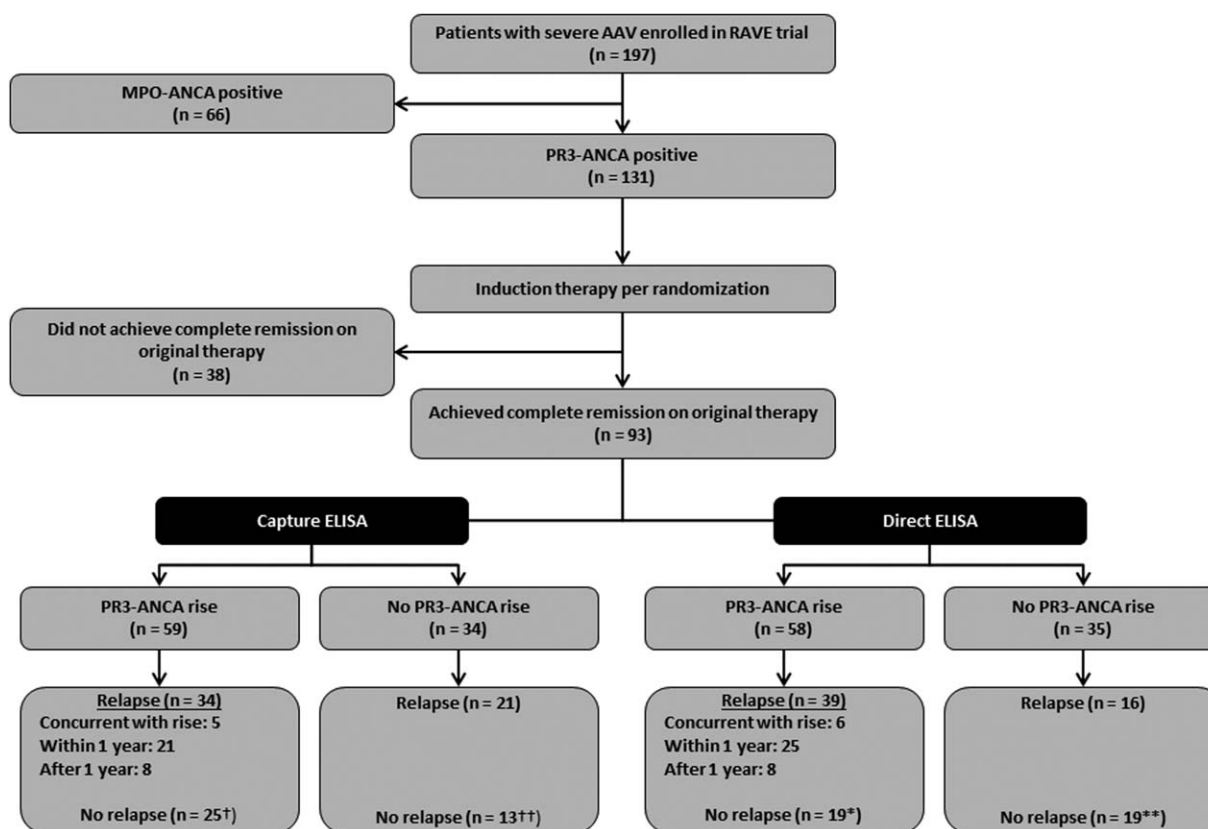 Patients with severe AAV enrolled in RAVE trial
(n = 197)
MPO-ANCA positive
(n = 66)
PR3-ANCA positive
(n = 131)
Induction therapy per randomization
Did not achieve complete remission on
original therapy
(n = 38)
Achieved complete remission on original therapy
(n = 93)
Capture ELISA
Direct ELISA
PR3-ANCA rise
(n = 59)
No PR3-ANCA rise
(n = 34)
PR3-ANCA rise
(n = 58)
No PR3-ANCA rise
(n = 35)
Relapse (n = 34)
Concurrent with rise: 5
Within 1 year: 21
After 1 year: 8
No relapse (n = 25†)
Relapse (n = 21)
No relapse (n = 13††)
Relapse (n = 39)
Concurrent with rise: 6
Within 1 year: 25
After 1 year: 8
No relapse (n = 19*)
Relapse (n = 16)
No relapse (n = 19**)